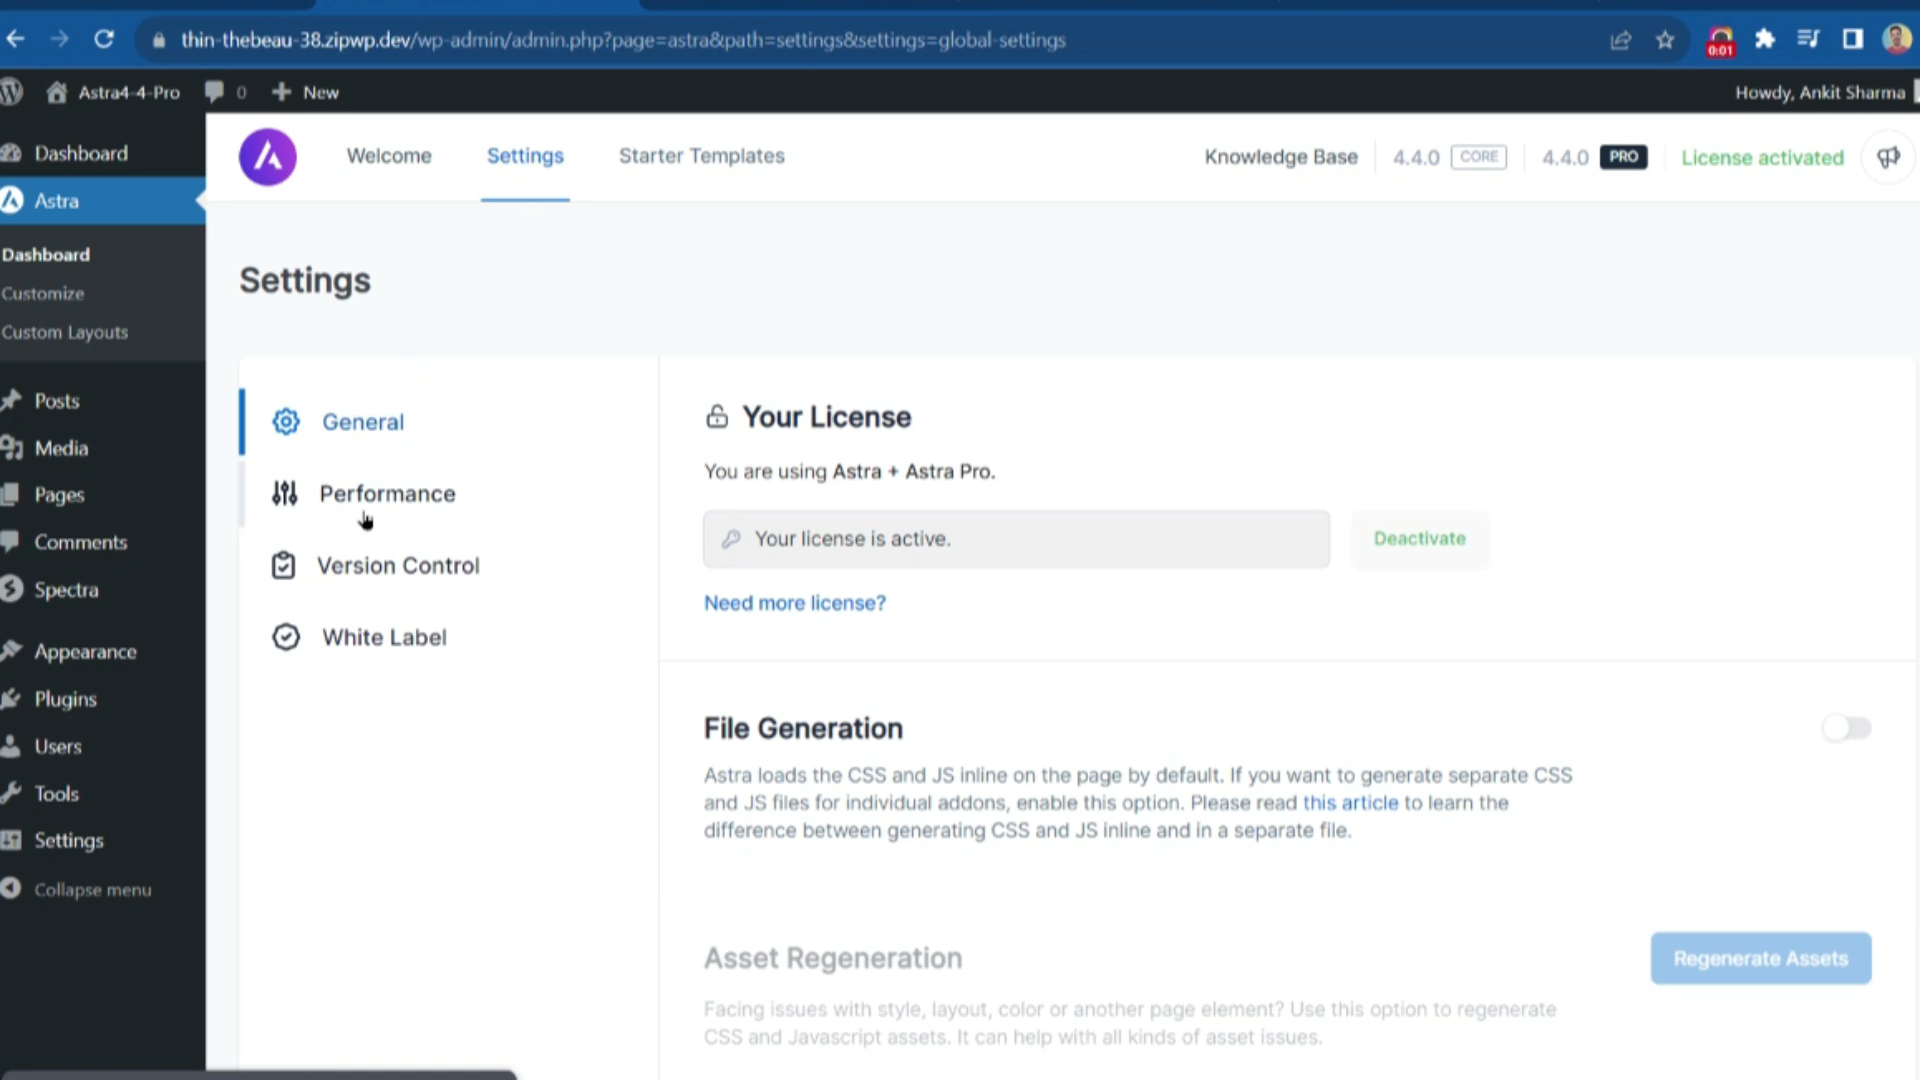 thin-thebeau-38.zipwp.dev/wp-admin/admin.php?page=astra&path=settings&settings=global-settings
0:01
Astra4-4-Pro
0
New
Howdy, Ankit Sharma
Dashboard
Astra
Dashboard
Customize
Custom Layouts
Posts
Media
Pages
Comments
Spectra
Appearance
Plugins
Users
Tools
Settings
Collapse menu
Welcome
Settings
Starter Templates
Knowledge Base
4.4.0 CORE
4.4.0 PRO
License activated
Settings
General
Performance
Version Control
White Label
Your License
You are using Astra + Astra Pro.
Your license is active.
Deactivate
Need more license?
File Generation
Astra loads the CSS and JS inline on the page by default. If you want to generate separate CSS
and JS files for individual addons, enable this option. Please read this article to learn the
difference between generating CSS and JS inline and in a separate file.
Asset Regeneration
Regenerate Assets
Facing issues with style, layout, color or another page element? Use this option to regenerate
CSS and Javascript assets. It can help with all kinds of asset issues.